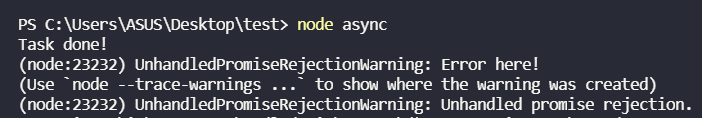 PS C:\Users\ASUS\Desktop\test> node async
Task done!
(node:23232) UnhandledPromiseRejectionWarning: Error here!
(Use `node --trace-warnings ...` to show where the warning was created)
(node:23232) UnhandledPromiseRejectionWarning: Unhandled promise rejection.